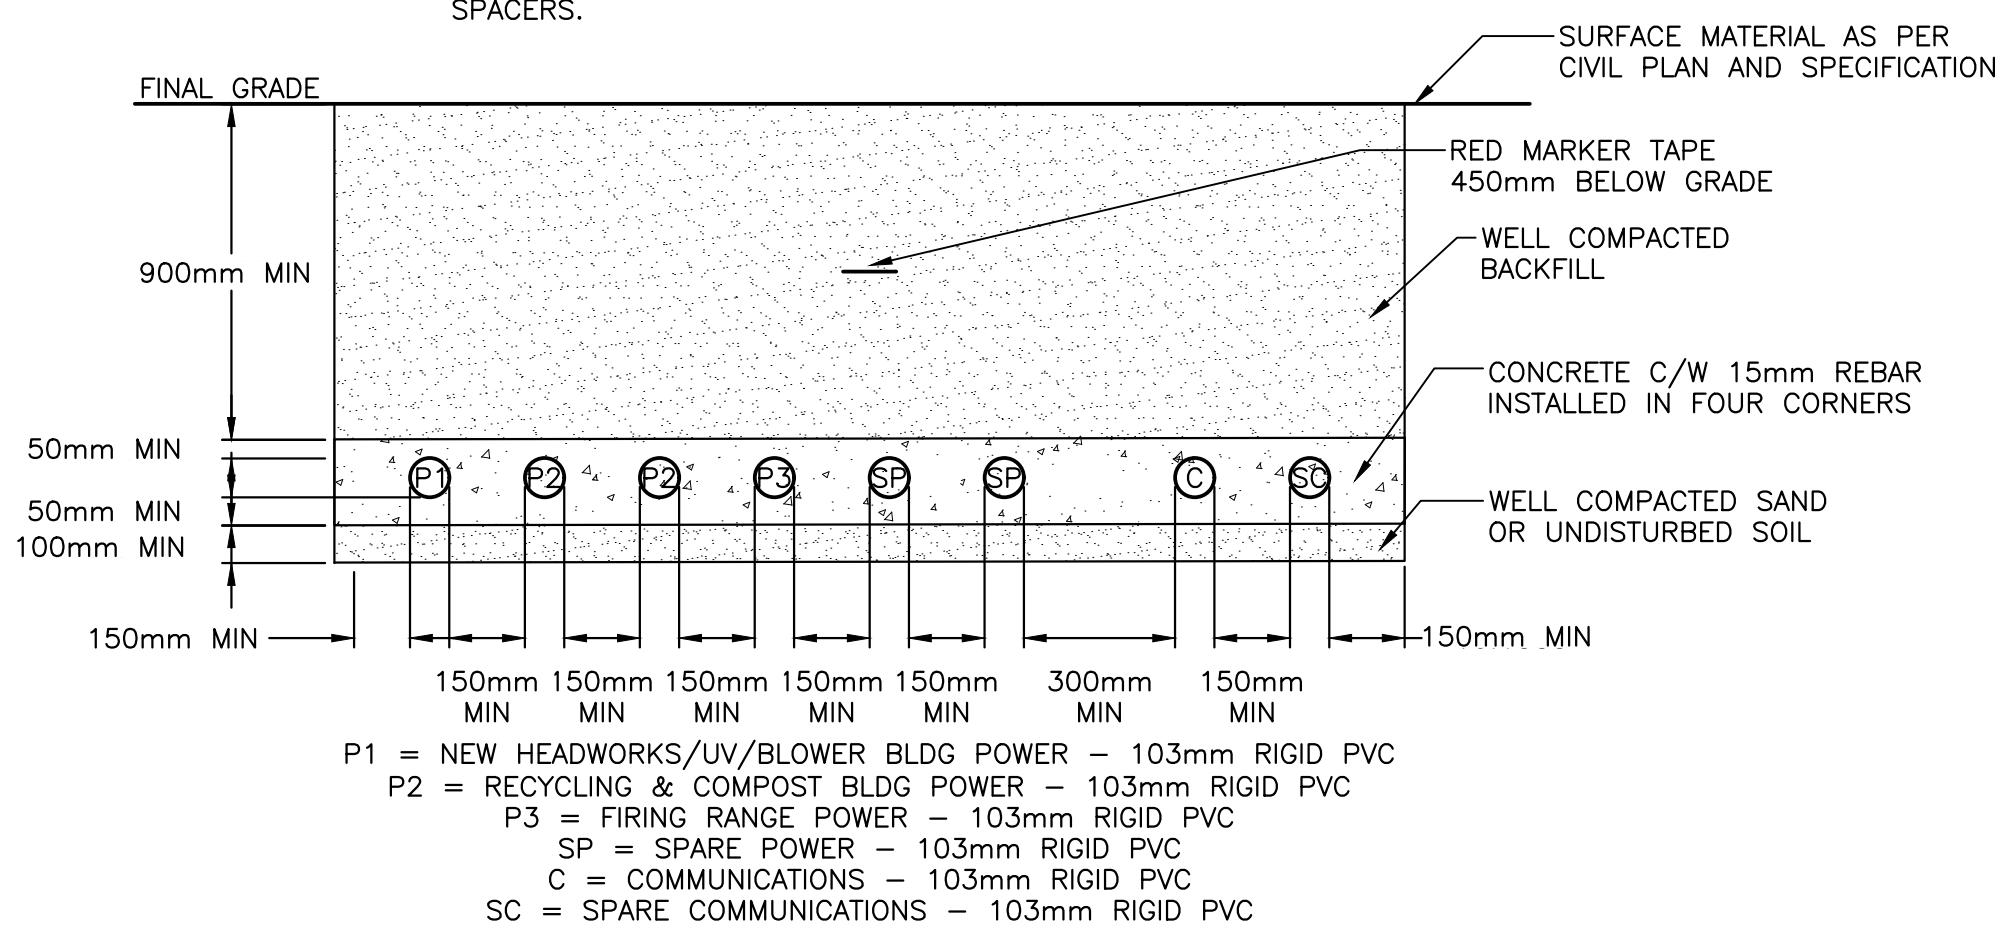 SPACERS.
SURFACE MATERIAL AS PER
CIVIL PLAN AND SPECIFICATION
FINAL GRADE
RED MARKER TAPE
450mm BELOW GRADE
WELL COMPACTED
BACKFILL
900mm MIN
CONCRETE C/W 15mm REBAR
INSTALLED IN FOUR CORNERS
50mm MIN
P1 P2 P2 P3 SP SP C SC
50mm MIN
WELL COMPACTED SAND
OR UNDISTURBED SOIL
100mm MIN
150mm MIN
150mm MIN
150mm 150mm 150mm 150mm 150mm 300mm 150mm
MIN MIN MIN MIN MIN MIN MIN
P1 = NEW HEADWORKS/UV/BLOWER BLDG POWER – 103mm RIGID PVC
P2 = RECYCLING & COMPOST BLDG POWER – 103mm RIGID PVC
P3 = FIRING RANGE POWER – 103mm RIGID PVC
SP = SPARE POWER – 103mm RIGID PVC
C = COMMUNICATIONS – 103mm RIGID PVC
SC = SPARE COMMUNICATIONS – 103mm RIGID PVC